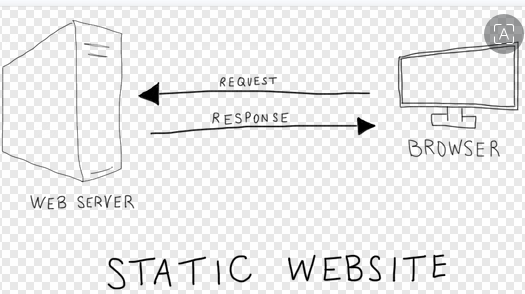 A
REQUEST
RESPONSE
BROWSER
WEB SERVER
STATIC WEBSITE